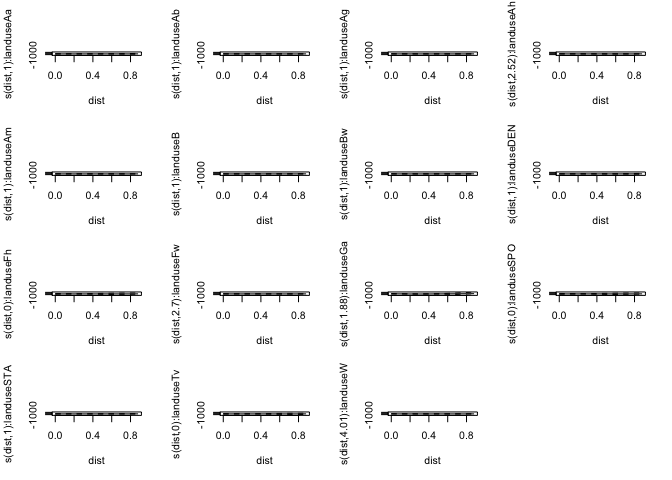 s(dist,1):landuseAa
-1000
0.0 0.4 0.8
dist
s(dist,1):landuseAb
-1000
0.0 0.4 0.8
dist
s(dist,1):landuseAg
-1000
0.0 0.4 0.8
dist
s(dist,2.52):landuseAh
-1000
0.0 0.4 0.8
dist
s(dist,1):landuseAm
-1000
0.0 0.4 0.8
dist
s(dist,1):landuseB
-1000
0.0 0.4 0.8
dist
s(dist,1):landuseBw
-1000
0.0 0.4 0.8
dist
s(dist,1):landuseDEN
-1000
0.0 0.4 0.8
dist
s(dist,0):landuseFh
-1000
0.0 0.4 0.8
dist
s(dist,2.7):landuseFw
-1000
0.0 0.4 0.8
dist
s(dist,1.88):landuseGa
-1000
0.0 0.4 0.8
dist
s(dist,0):landuseSPO
-1000
0.0 0.4 0.8
dist
s(dist,1):landuseSTA
-1000
0.0 0.4 0.8
dist
s(dist,0):landuseTv
-1000
0.0 0.4 0.8
dist
s(dist,4.01):landuseW
-1000
0.0 0.4 0.8
dist